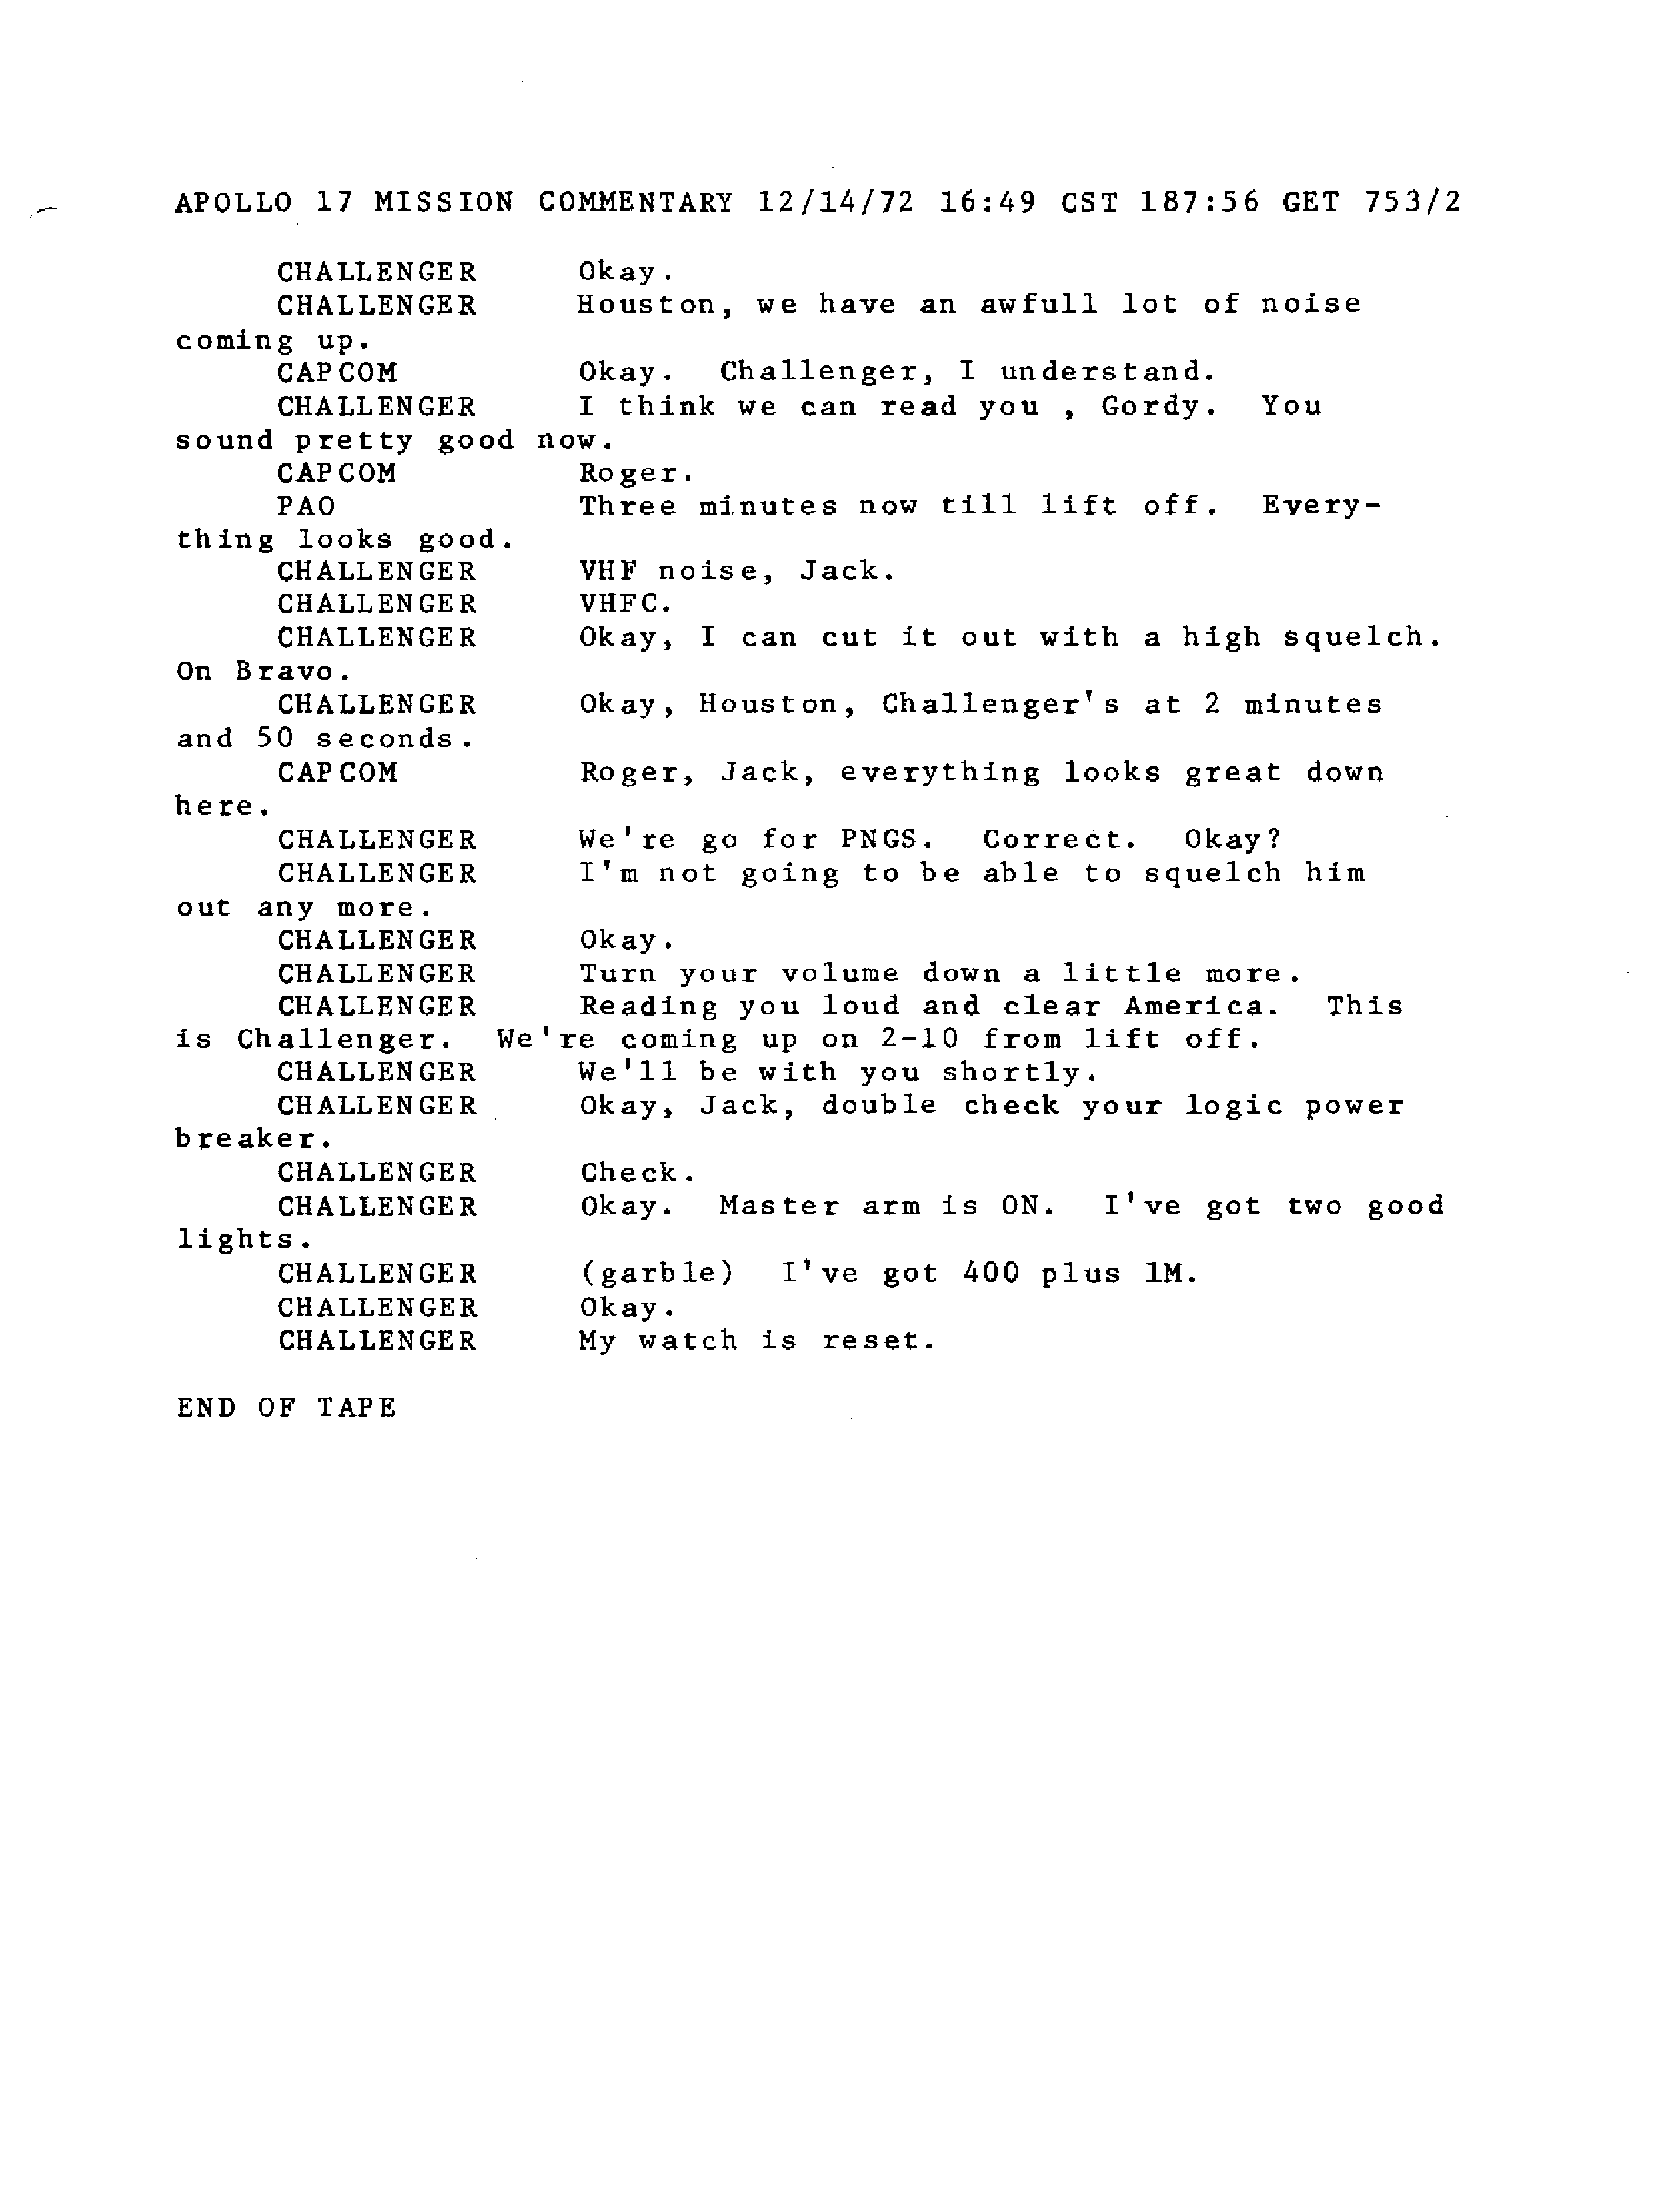 APOLLO 17 MISSION COMMENTARY 12/14/72 16:49 CST 187:56 GET 753/2
CHALLENGER Okay.
CHALLENGER Houston, we have an awfull lot of noise
coming up.
CAPCOM Okay. Challenger, I understand.
CHALLENGER I think we can read you , Gordy. You
sound pretty good now.
CAPCOM Roger.
PAO Three minutes now till lift off. Every-
thing looks good.
CHALLENGER VHF noise, Jack.
CHALLENGER VHFC.
CHALLENGER Okay, I can cut it out with a high squelch.
On Bravo.
CHALLENGER Okay, Houston, Challenger's at 2 minutes
and 50 seconds.
CAPCOM Roger, Jack, everything looks great down
here.
CHALLENGER We're go for PNGS. Correct. Okay?
CHALLENGER I'm not going to be able to squelch him
out any more.
CHALLENGER Okay.
CHALLENGER Turn your volume down a little more.
CHALLENGER Reading you loud and clear America. This
is Challenger. We're coming up on 2-10 from lift off.
CHALLENGER We'll be with you shortly.
CHALLENGER Okay, Jack, double check your logic power
breaker.
CHALLENGER Check.
CHALLENGER Okay. Master arm is ON. I've got two good
lights.
CHALLENGER (garble) I've got 400 plus 1M.
CHALLENGER Okay.
CHALLENGER My watch is reset.
END OF TAPE